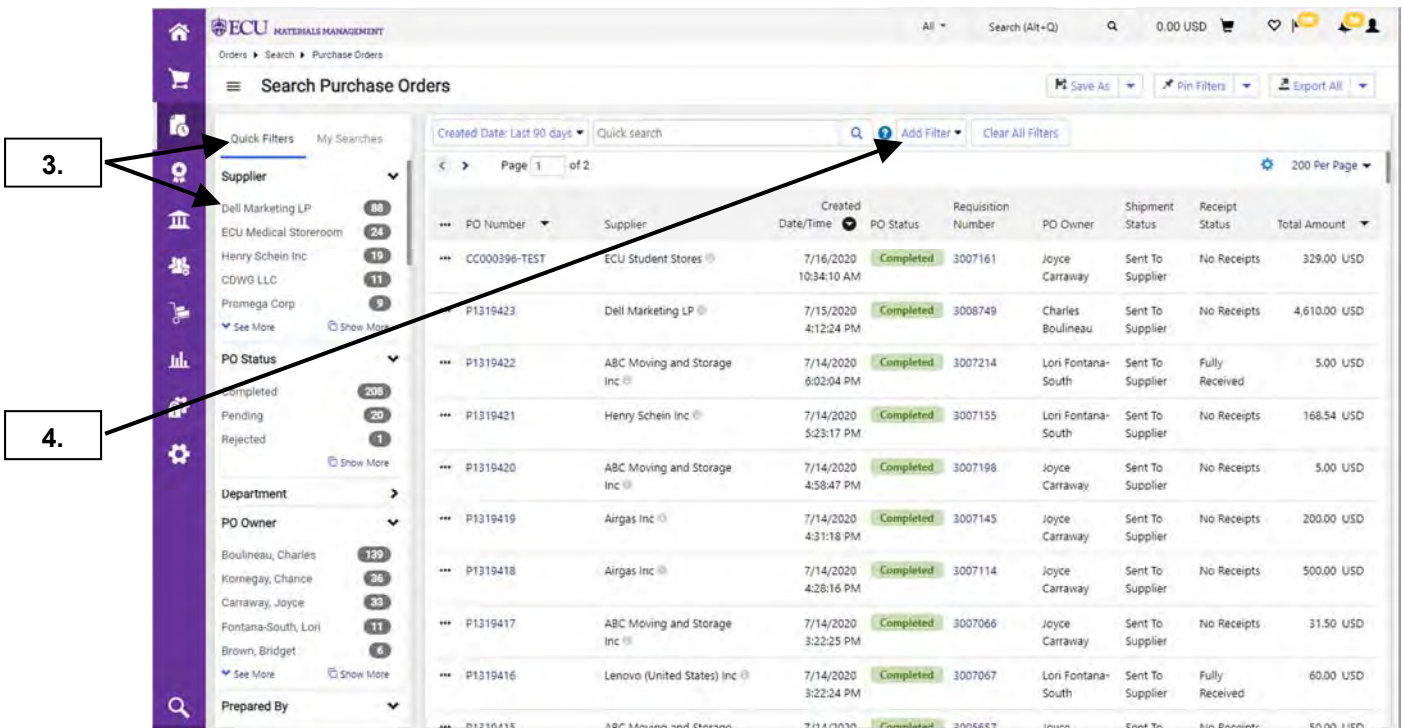 ECU MATERIALS MANAGEMENT
All
Search (Alt+Q)
0.00 USD
Orders Search Purchase Orders
Search Purchase Orders
Save As
Pin Filters
Export All
3.
4.
Quick Filters My Searches
Supplier
Dell Marketing LP 88
ECU Medical Storeroom 24
Henry Schein Inc 19
CDWG LLC 11
Promega Corp 9
See More Show More
PO Status
Completed 208
Pending 20
Rejected 1
Show More
Department
PO Owner
Boulineau, Charles 139
Kornegay, Chance 36
Carraway, Joyce 33
Fontana-South, Lori 11
Brown, Bridget 6
See More Show More
Prepared By
Created Date: Last 90 days Quick search Add Filter Clear All Filters
Page 1 of 2 200 Per Page
PO Number Supplier Created Date/Time PO Status Requisition Number PO Owner Shipment Status Receipt Status Total Amount
CC000396-TEST ECU Student Stores 7/16/2020 Completed 3007161 Joyce Sent To No Receipts 329.00 USD
10:34:10 AM Carraway Supplier
P1319423 Dell Marketing LP 7/15/2020 Completed 3008749 Charles Sent To No Receipts 4,610.00 USD
4:12:24 PM Boulineau Supplier
P1319422 ABC Moving and Storage 7/14/2020 Completed 3007214 Lori Fontana- Sent To Fully 5.00 USD
Inc 6:02:04 PM South Supplier Received
P1319421 Henry Schein Inc 7/14/2020 Completed 3007155 Lori Fontana- Sent To No Receipts 168.54 USD
5:23:17 PM South Supplier
P1319420 ABC Moving and Storage 7/14/2020 Completed 3007198 Joyce Sent To No Receipts 5.00 USD
Inc 4:58:47 PM Carraway Supplier
P1319419 Airgas Inc 7/14/2020 Completed 3007145 Joyce Sent To No Receipts 200.00 USD
4:31:18 PM Carraway Supplier
P1319418 Airgas Inc 7/14/2020 Completed 3007114 Joyce Sent To No Receipts 500.00 USD
4:28:16 PM Carraway Supplier
P1319417 ABC Moving and Storage 7/14/2020 Completed 3007066 Joyce Sent To No Receipts 31.50 USD
Inc 3:22:25 PM Carraway Supplier
P1319416 Lenovo (United States) Inc 7/14/2020 Completed 3007067 Lori Fontana- Sent To Fully 60.00 USD
3:22:24 PM South Supplier Received